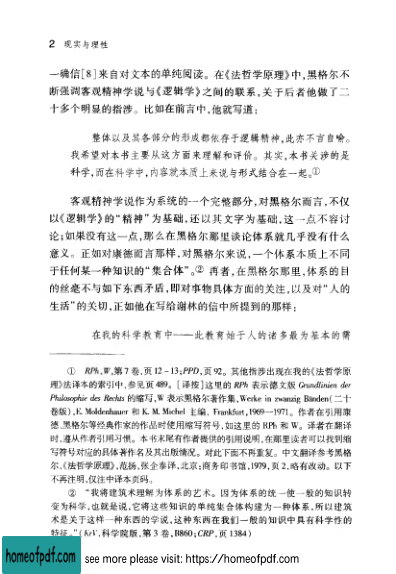 2 现实与理性
一确信[8]来自对文本的单纯阅读。在《法哲学原理》中,黑格尔不
断强调客观精神学说与《逻辑学》之间的联系,关于后者他做了二
十多个明显的指涉。比如在前言中,他就写道:
整体以及其各部分的形成都依存于逻辑精神,此亦不言自喻。
我希望对本书主要从这方面来理解和评价。其实,本书关涉的是
科学,而在科学中,内容就本质上来说与形式结合在一起。①
客观精神学说作为系统的一个完整部分,对黑格尔而言,不仅
以《逻辑学》的“精神”为基础,还以其文字为基础,这一点不容讨
论;如果没有这一点,那么在黑格尔那里谈论体系就几乎没有什么
意义。正如对康德而言那样,对黑格尔来说,一个体系本质上不同
于任何某一种知识的“集合体”。② 再者,在黑格尔那里,体系的目
的丝毫不与如下东西矛盾,即对事物具体方面的关注,以及对“人的
生活”的关切,正如他在写给谢林的信中所提到的那样:
在我的科学教育中——此教育始于人的诸多最为基本的需
① RPh,W,第7卷,页12-13;PPD,页92。其他指涉出现在我的《法哲学原
理》法译本的索引中,参见页489。[译按]这里的RPh表示德文版Grundlinien der
Philosophie des Rechts的缩写,W表示黑格尔著作集,Werke in zwanzig Bänden(二十
卷版),E. Moldenhauer 和 K. M. Michel 主编, Frankfurt,1969—1971。作者在引用康
德、黑格尔等经典作家的作品时使用缩写符号,如这里的RPh和W。译者在翻译
时,遵从作者引用习惯。本书末尾有作者提供的引用说明,在那里读者可以找到缩
写符号对应的具体著作名及其出版情况。对此下面不再重复。中文翻译参考黑格
尔,《法哲学原理》,范扬、张企泰译,北京:商务印书馆,1979,页2,略有改动。以下
不再注明,仅注中译本页码。
② “我将建筑术理解为体系的艺术。因为体系的统一使一般的知识转
变为科学,也就是说,它将这些知识的单纯集合体构建为一种体系,所以建筑
术是关于这样一种东西的学说,这种东西在我们一般的知识中具有科学性的
特征。”(KrV,科学院版,第3卷,B860;CRP,页1384)
homeofpdf.com
see more please visit: https://homeofpdf.com